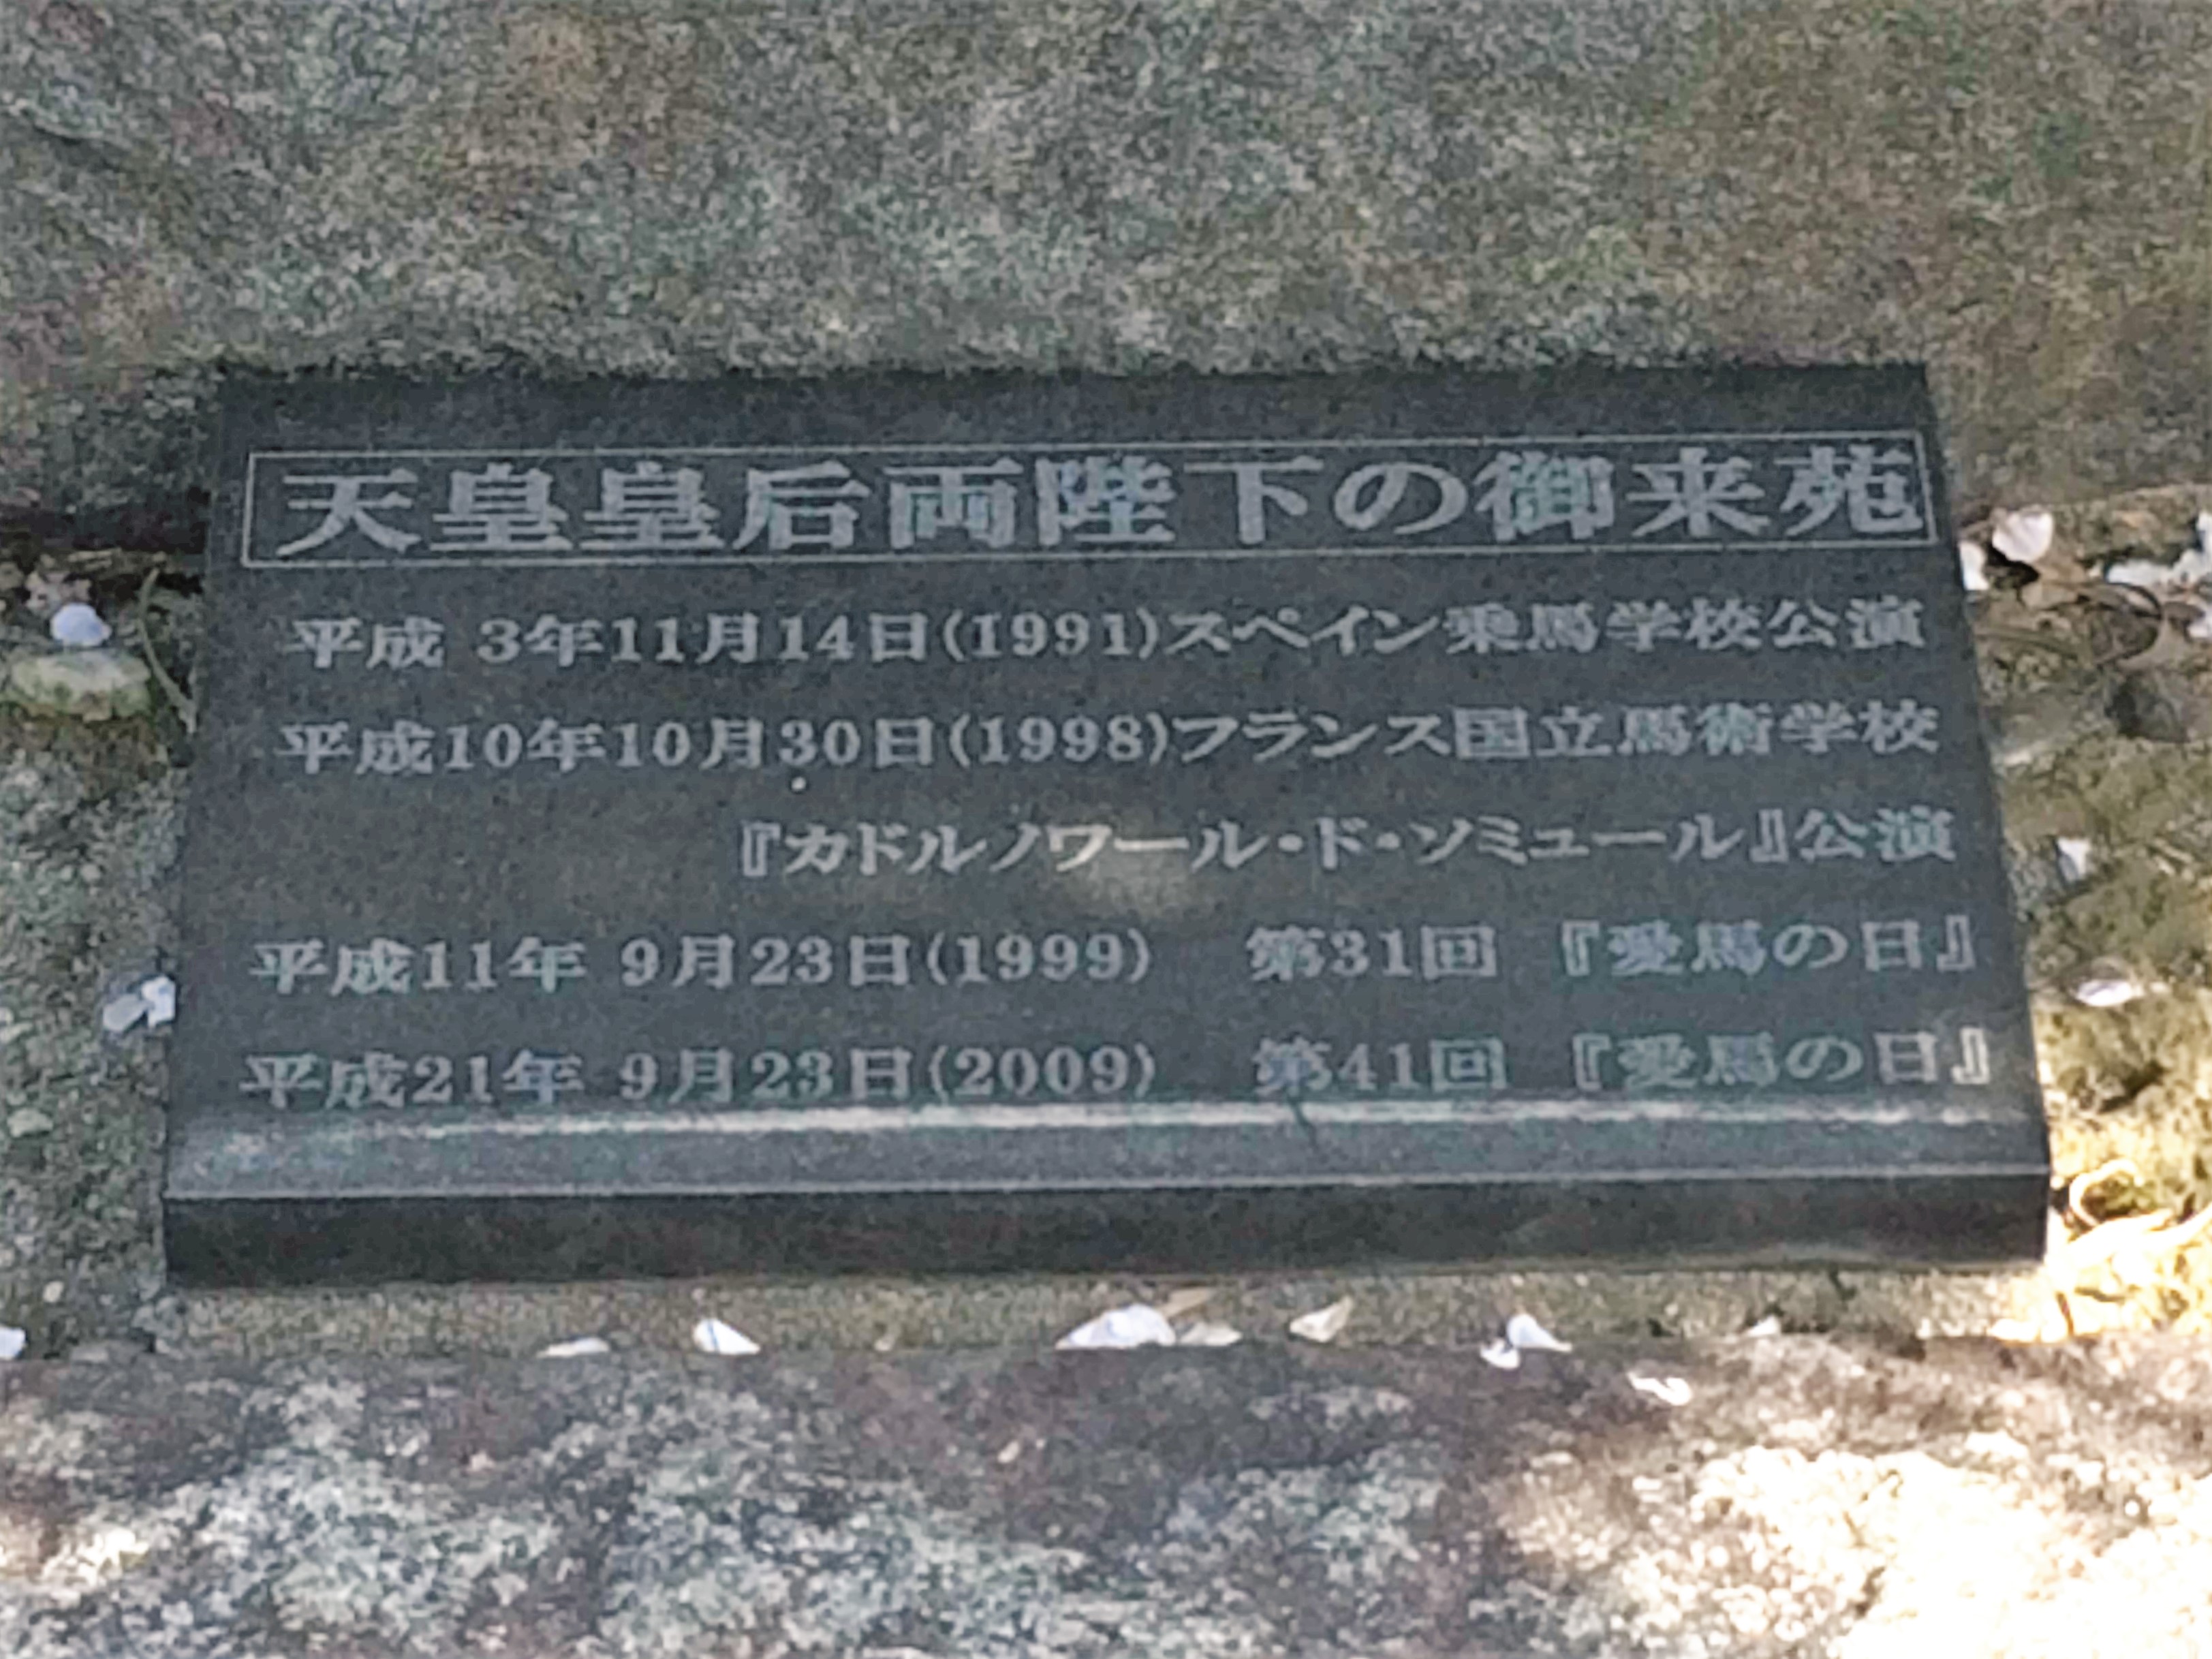 天皇皇后両陛下の御来苑
平成 3年11月14日(1991)スペイン乗馬学校公演
平成10年10月30日(1998)フランス国立馬術学校
『カドルノワール・ド・ソミュール』公演
平成11年 9月23日(1999) 第31回 『愛馬の日』
平成21年 9月23日(2009) 第41回 『愛馬の日』